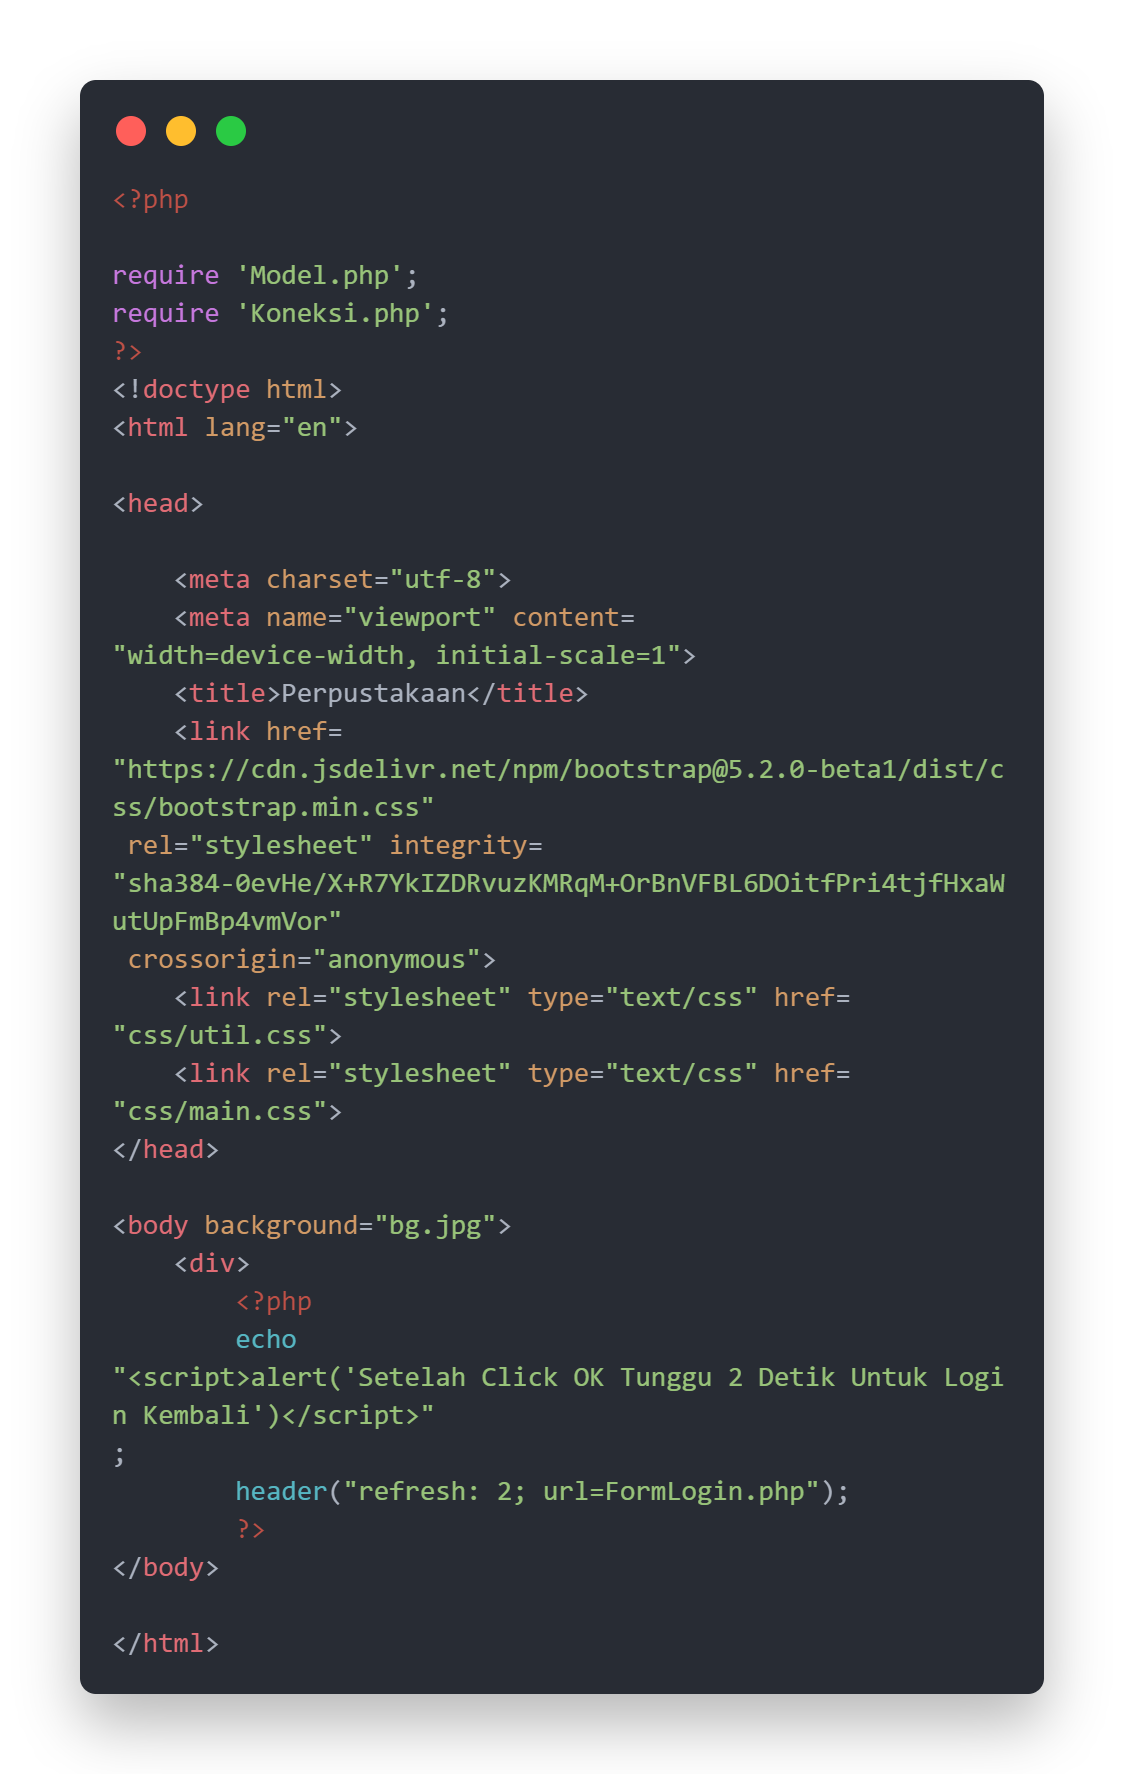 <?php

require 'Model.php';
require 'Koneksi.php';
?>
<!doctype html>
<html lang="en">

<head>

    <meta charset="utf-8">
    <meta name="viewport" content=
"width=device-width, initial-scale=1">
    <title>Perpustakaan</title>
    <link href=
"https://cdn.jsdelivr.net/npm/bootstrap@5.2.0-beta1/dist/c
ss/bootstrap.min.css"
 rel="stylesheet" integrity=
"sha384-0evHe/X+R7YkIZDRvuzKMRqM+OrBnVFBL6DOitfPri4tjfHxaW
utUpFmBp4vmVor"
 crossorigin="anonymous">
    <link rel="stylesheet" type="text/css" href=
"css/util.css">
    <link rel="stylesheet" type="text/css" href=
"css/main.css">
</head>

<body background="bg.jpg">
    <div>
        <?php
        echo
"<script>alert('Setelah Click OK Tunggu 2 Detik Untuk Logi
n Kembali')</script>"
;
        header("refresh: 2; url=FormLogin.php");
        ?>
</body>

</html>